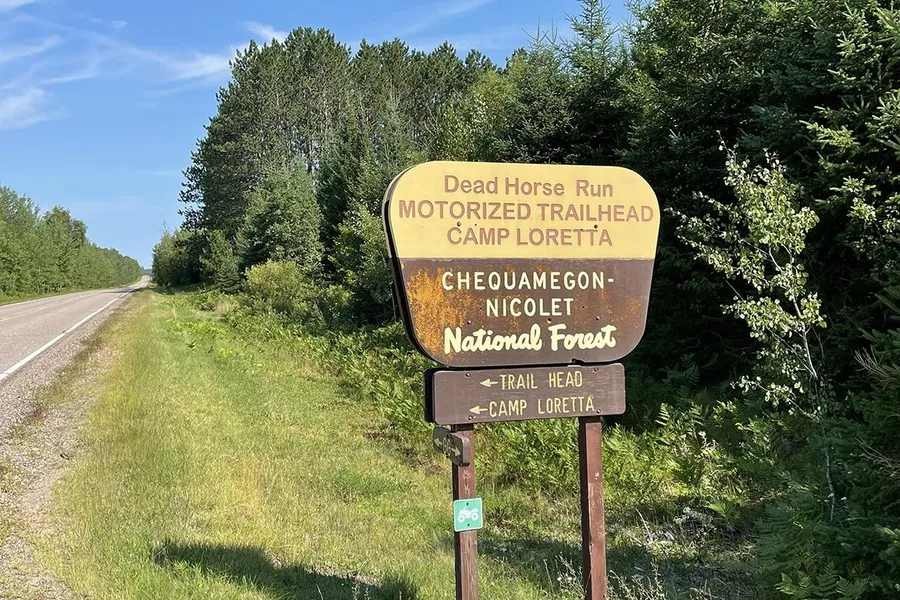 Dead Horse Run
MOTORIZED TRAILHEAD
CAMP LORETTA
CHEQUAMEGON-
NICOLET
National Forest
←TRAIL HEAD
←CAMP LORETTA